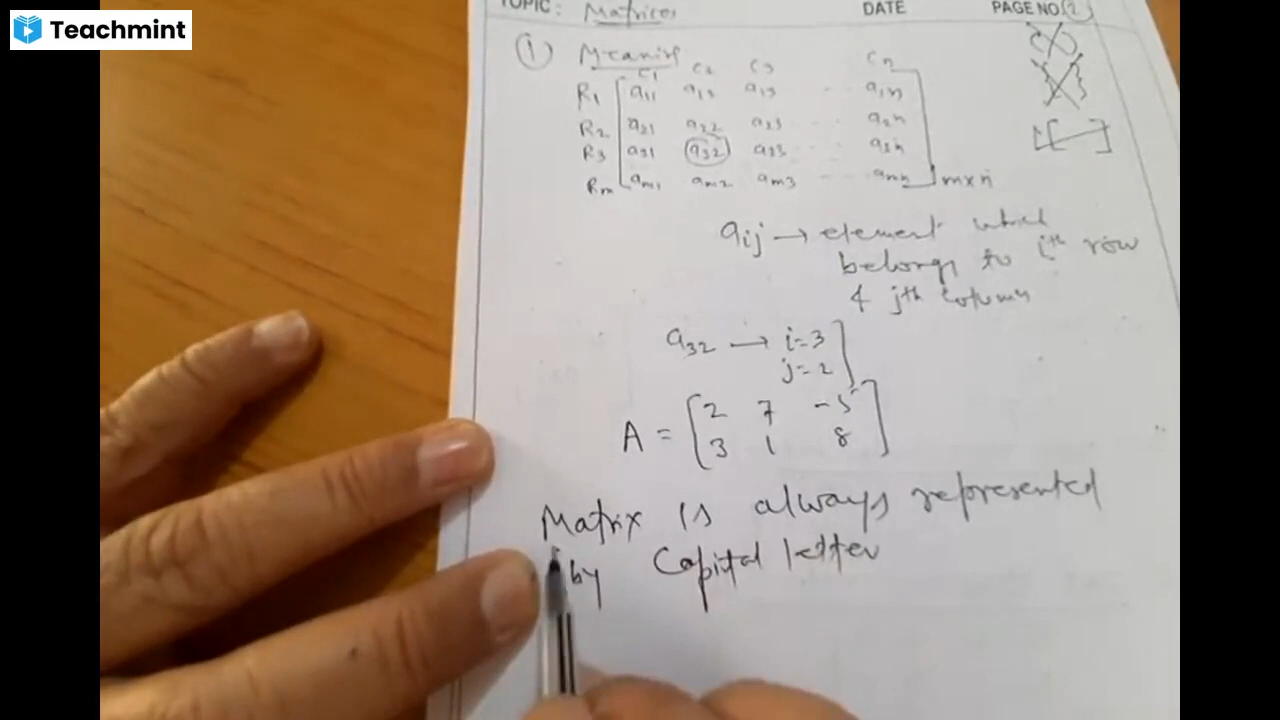 Teachmint
TOPIC: Matrices DATE PAGE NO 2
1 Meaning
C1 C2 C3 Cn
R1 a11 a12 a13 .. a1n
R2 a21 a22 a23 ... a2n
R3 a31 a32 a33 ... a3n
Rm am1 am2 am3 ... amn m×n
aij → element which
belongs to ith row
& jth column
a32 → i=3
j=2
A = [2 7 -5
3 1 8]
Matrix is always represented
by Capital letter